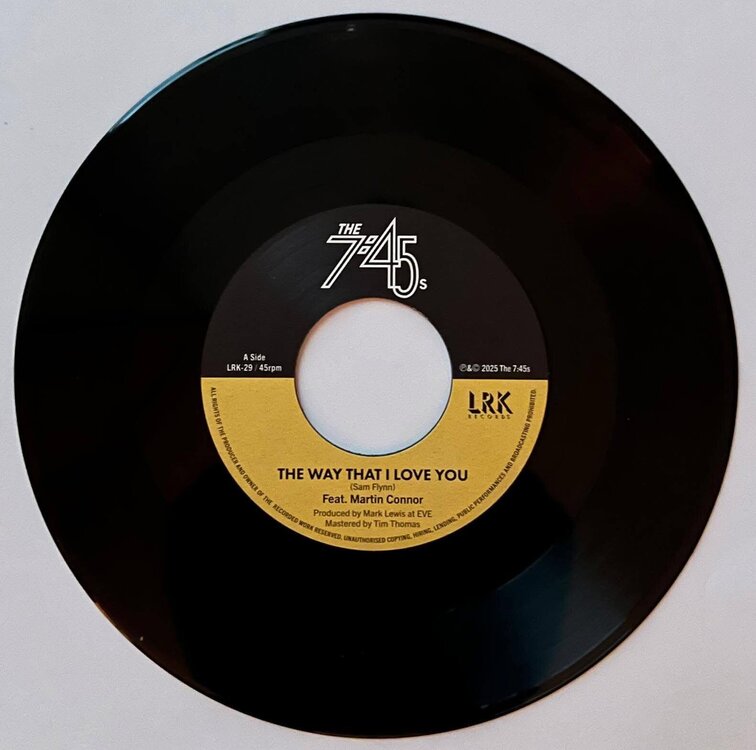 THE
7:45s
A Side
LRK-29 / 45rpm
℗&© 2025 The 7:45s
LRK
RECORDS
THE WAY THAT I LOVE YOU
(Sam Flynn)
Feat. Martin Connor
Produced by Mark Lewis at EVE
Mastered by Tim Thomas
ALL RIGHTS OF THE PRODUCER AND OWNER OF THE RECORDED WORK RESERVED. UNAUTHORISED COPYING, HIRING, LENDING, PUBLIC PERFORMANCES AND BROADCASTING PROHIBITED.